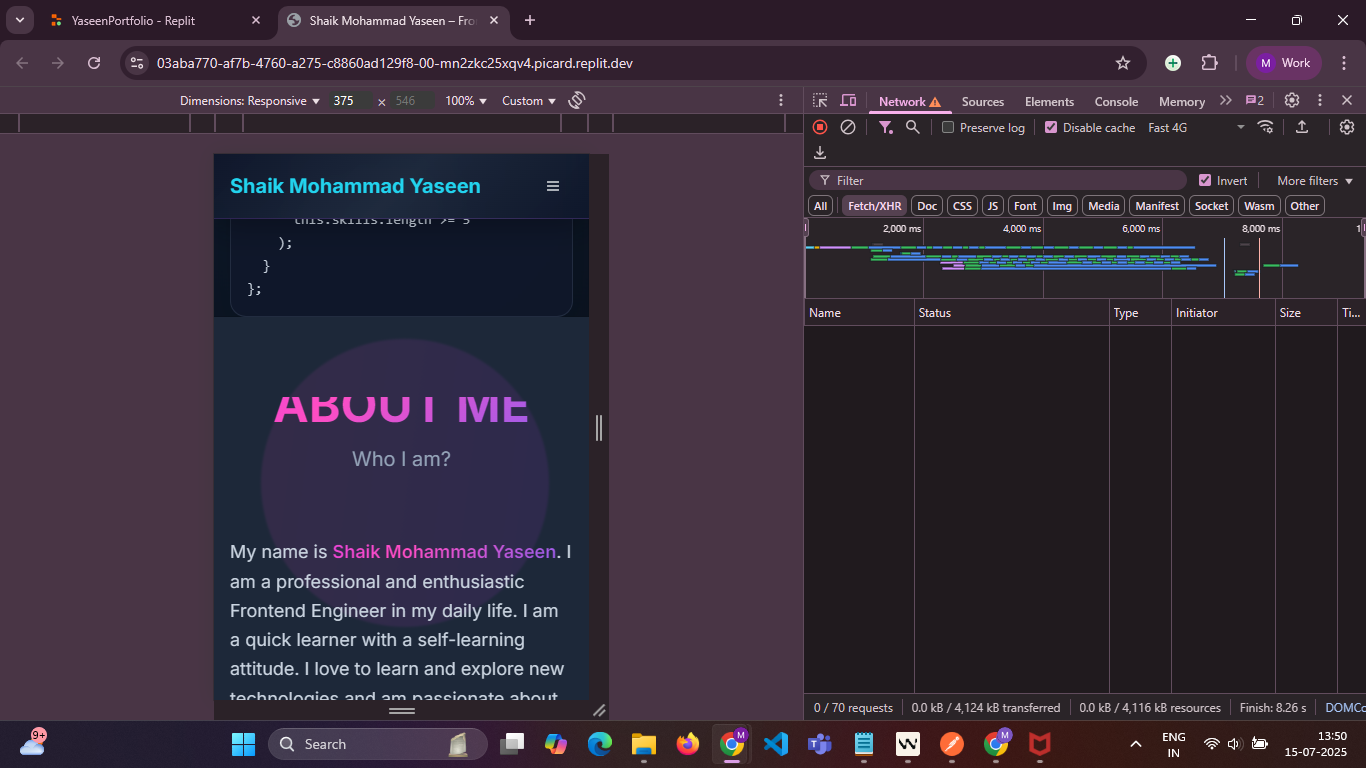 YaseenPortfolio - Replit
Shaik Mohammad Yaseen – Fro
03aba770-af7b-4760-a275-c8860ad129f8-00-mn2zkc25xqv4.picard.replit.dev
M Work
Dimensions: Responsive 375 × 546 100% Custom
Network Sources Elements Console Memory 2
Preserve log Disable cache Fast 4G
Filter Invert More filters
All Fetch/XHR Doc CSS JS Font Img Media Manifest Socket Wasm Other
2,000 ms 4,000 ms 6,000 ms 8,000 ms 1
Name Status Type Initiator Size Ti...
Shaik Mohammad Yaseen
this.skills.length >= 5
);
}
};
ABOUT ME
Who I am?
My name is Shaik Mohammad Yaseen. I
am a professional and enthusiastic
Frontend Engineer in my daily life. I am
a quick learner with a self-learning
attitude. I love to learn and explore new
technologies and am passionate about
0 / 70 requests 0.0 kB / 4,124 kB transferred 0.0 kB / 4,116 kB resources Finish: 8.26 s DOMCo
9+
Search
M
M
ENG
IN
13:50
15-07-2025